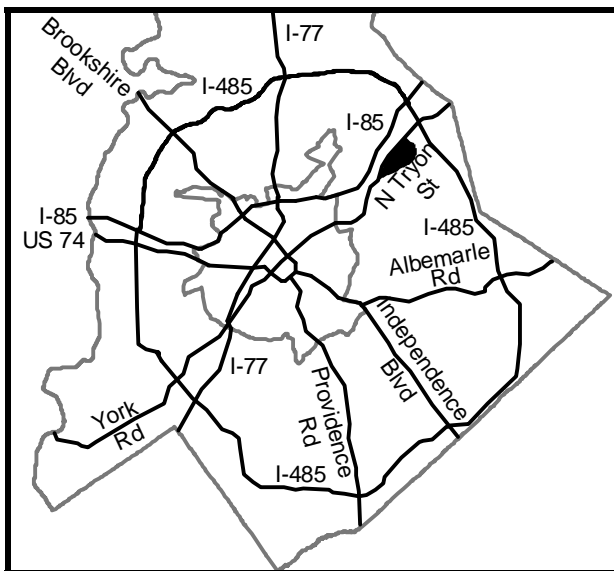 I-77
Brookshire
Blvd
I-485
I-85
N Tryon
St
I-85
US 74
I-485
Albemarle
Rd
Independence
Blvd
I-77
Providence
Rd
York
Rd
I-485